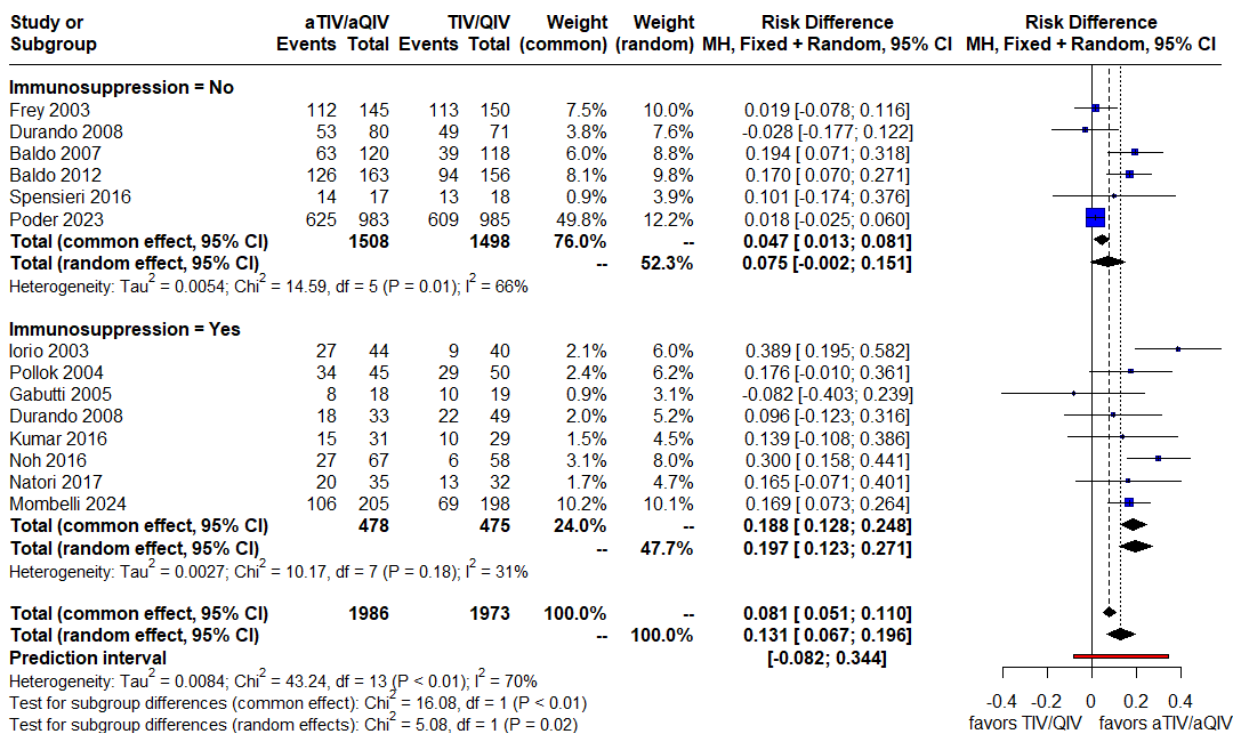 Study or aTIV/aQIV TIV/QIV Weight Weight Risk Difference Risk Difference
Subgroup Events Total Events Total (common) (random) MH, Fixed + Random, 95% CI MH, Fixed + Random, 95% CI
Immunosuppression = No
Frey 2003 112 145 113 150 7.5% 10.0% 0.019 [-0.078; 0.116]
Durando 2008 53 80 49 71 3.8% 7.6% -0.028 [-0.177; 0.122]
Baldo 2007 63 120 39 118 6.0% 8.8% 0.194 [ 0.071; 0.318]
Baldo 2012 126 163 94 156 8.1% 9.8% 0.170 [ 0.070; 0.271]
Spensieri 2016 14 17 13 18 0.9% 3.9% 0.101 [-0.174; 0.376]
Poder 2023 625 983 609 985 49.8% 12.2% 0.018 [-0.025; 0.060]
Total (common effect, 95% CI) 1508 1498 76.0% -- 0.047 [ 0.013; 0.081]
Total (random effect, 95% CI) -- 52.3% 0.075 [-0.002; 0.151]
Heterogeneity: Tau² = 0.0054; Chi² = 14.59, df = 5 (P = 0.01); I² = 66%
Immunosuppression = Yes
Iorio 2003 27 44 9 40 2.1% 6.0% 0.389 [ 0.195; 0.582]
Pollok 2004 34 45 29 50 2.4% 6.2% 0.176 [-0.010; 0.361]
Gabutti 2005 8 18 10 19 0.9% 3.1% -0.082 [-0.403; 0.239]
Durando 2008 18 33 22 49 2.0% 5.2% 0.096 [-0.123; 0.316]
Kumar 2016 15 31 10 29 1.5% 4.5% 0.139 [-0.108; 0.386]
Noh 2016 27 67 6 58 3.1% 8.0% 0.300 [ 0.158; 0.441]
Natori 2017 20 35 13 32 1.7% 4.7% 0.165 [-0.071; 0.401]
Mombelli 2024 106 205 69 198 10.2% 10.1% 0.169 [ 0.073; 0.264]
Total (common effect, 95% CI) 478 475 24.0% -- 0.188 [ 0.128; 0.248]
Total (random effect, 95% CI) -- 47.7% 0.197 [ 0.123; 0.271]
Heterogeneity: Tau² = 0.0027; Chi² = 10.17, df = 7 (P = 0.18); I² = 31%
Total (common effect, 95% CI) 1986 1973 100.0% -- 0.081 [ 0.051; 0.110]
Total (random effect, 95% CI) -- 100.0% 0.131 [ 0.067; 0.196]
Prediction interval [-0.082; 0.344]
Heterogeneity: Tau² = 0.0084; Chi² = 43.24, df = 13 (P < 0.01); I² = 70%
Test for subgroup differences (common effect): Chi² = 16.08, df = 1 (P < 0.01)
Test for subgroup differences (random effects): Chi² = 5.08, df = 1 (P = 0.02)
-0.4 -0.2 0 0.2 0.4
favors TIV/QIV favors aTIV/aQIV